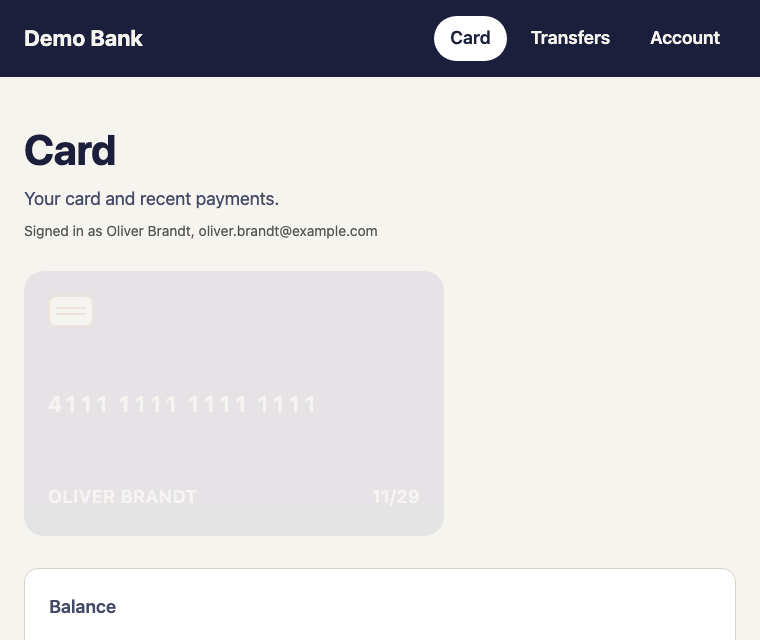 Demo Bank
Card
Transfers
Account
Card
Your card and recent payments.
Signed in as Oliver Brandt, oliver.brandt@example.com
4111 1111 1111 1111
OLIVER BRANDT
11/29
Balance